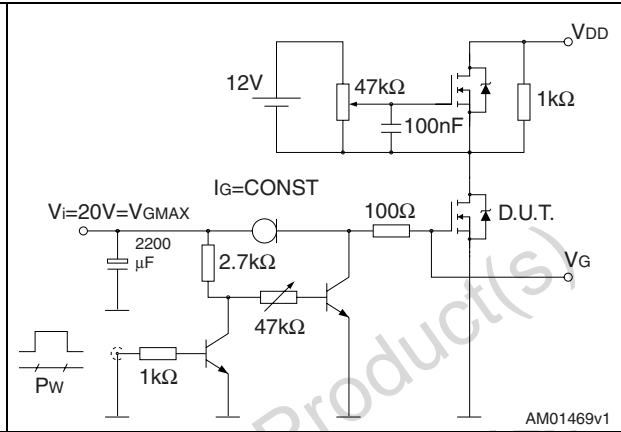 VDD
12V
47kΩ
1kΩ
100nF
IG=CONST
Vi=20V=VGMAX
100Ω
D.U.T.
2200
μF
2.7kΩ
VG
47kΩ
1kΩ
PW
Product(s)
AM01469v1